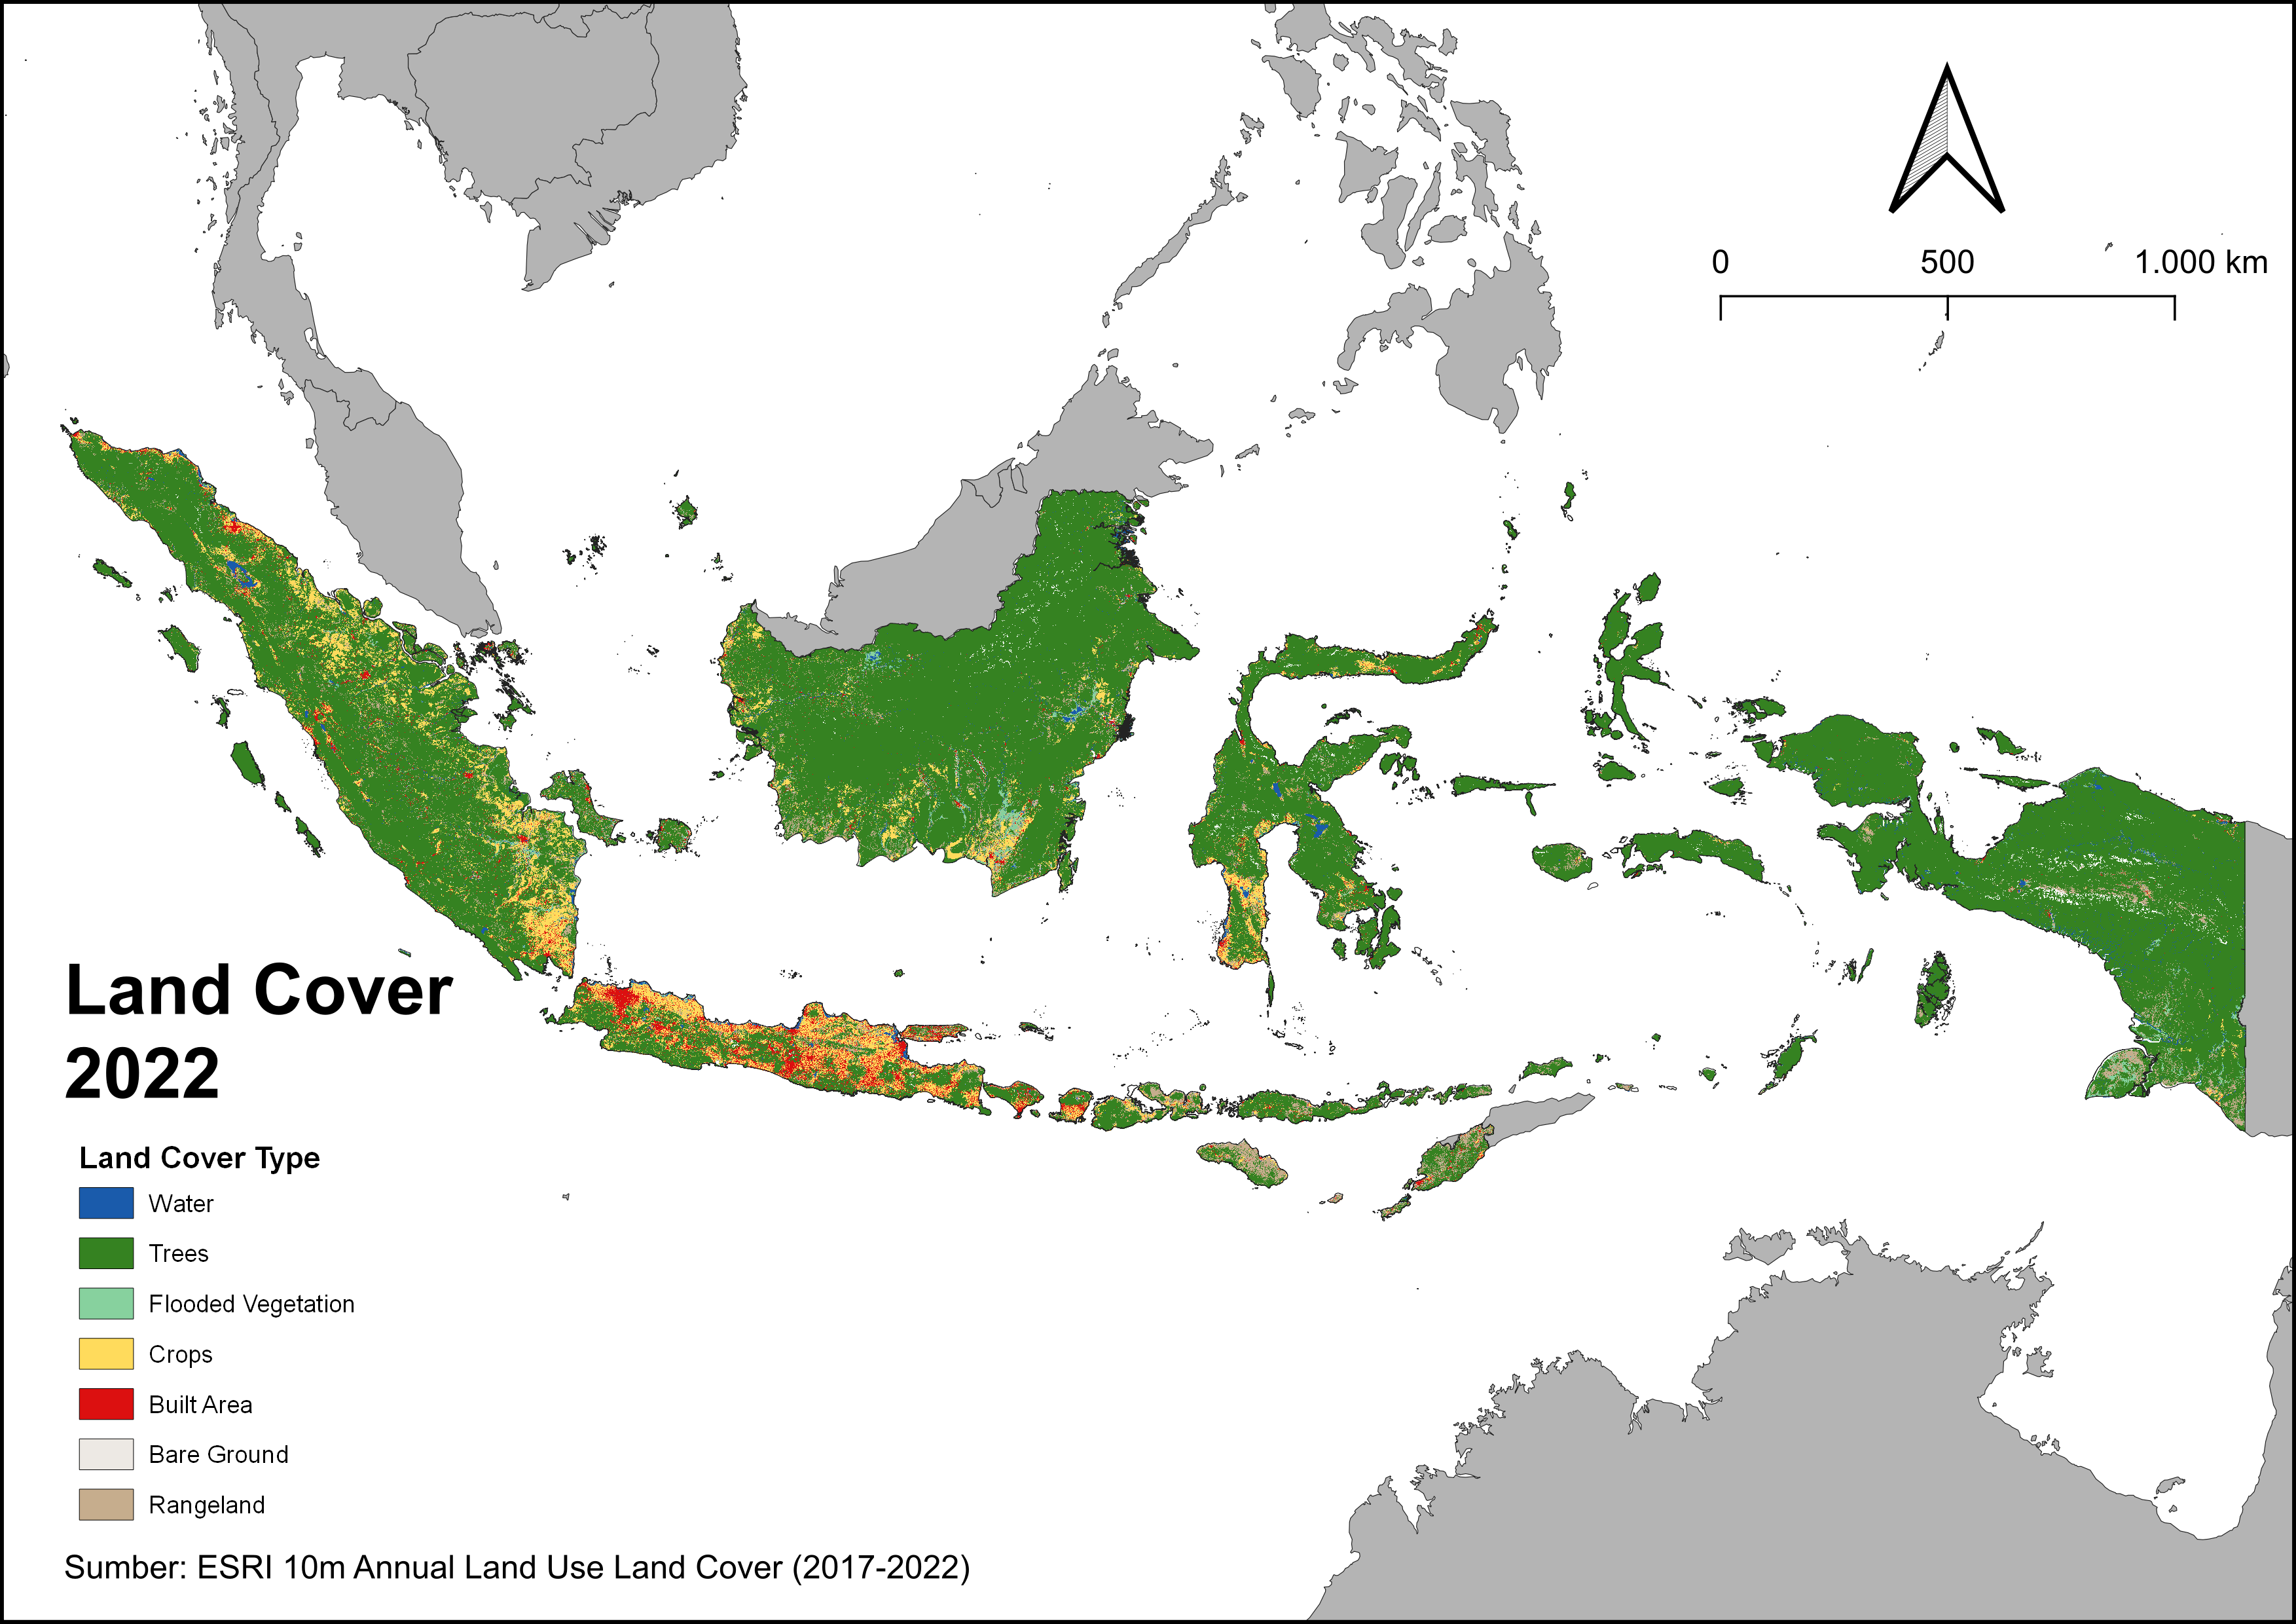 0 500 1.000 km
Land Cover
2022
Land Cover Type
Water
Trees
Flooded Vegetation
Crops
Built Area
Bare Ground
Rangeland
Sumber: ESRI 10m Annual Land Use Land Cover (2017-2022)